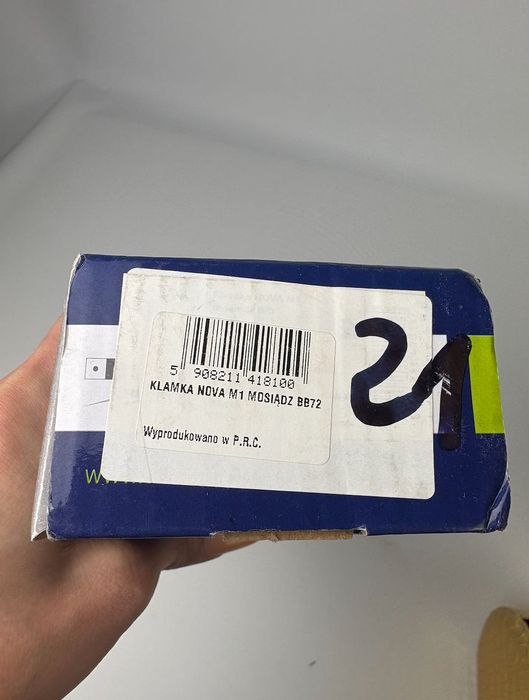 5 908211 418100
KLAMKA NOVA M1 MOSIĄDZ BB72
Wyprodukowano w P.R.C.
21